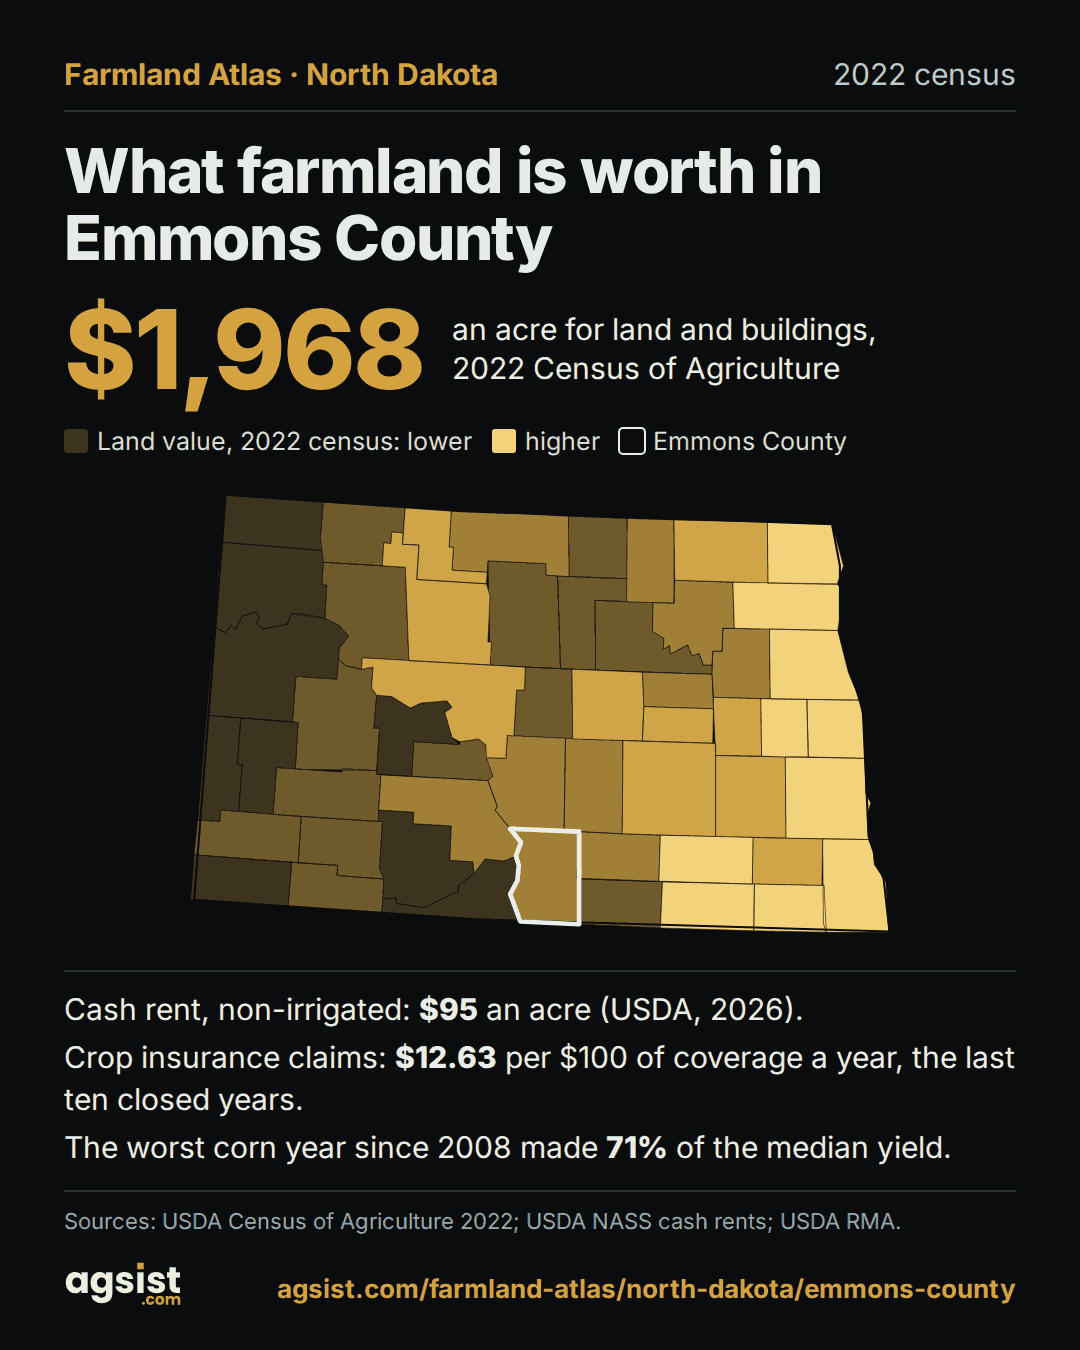 Farmland Atlas · North Dakota
2022 census
What farmland is worth in
Emmons County
$1,968
an acre for land and buildings,
2022 Census of Agriculture
Land value, 2022 census: lower
higher
Emmons County
Cash rent, non-irrigated: $95 an acre (USDA, 2026).
Crop insurance claims: $12.63 per $100 of coverage a year, the last
ten closed years.
The worst corn year since 2008 made 71% of the median yield.
Sources: USDA Census of Agriculture 2022; USDA NASS cash rents; USDA RMA.
agsist
.com
agsist.com/farmland-atlas/north-dakota/emmons-county